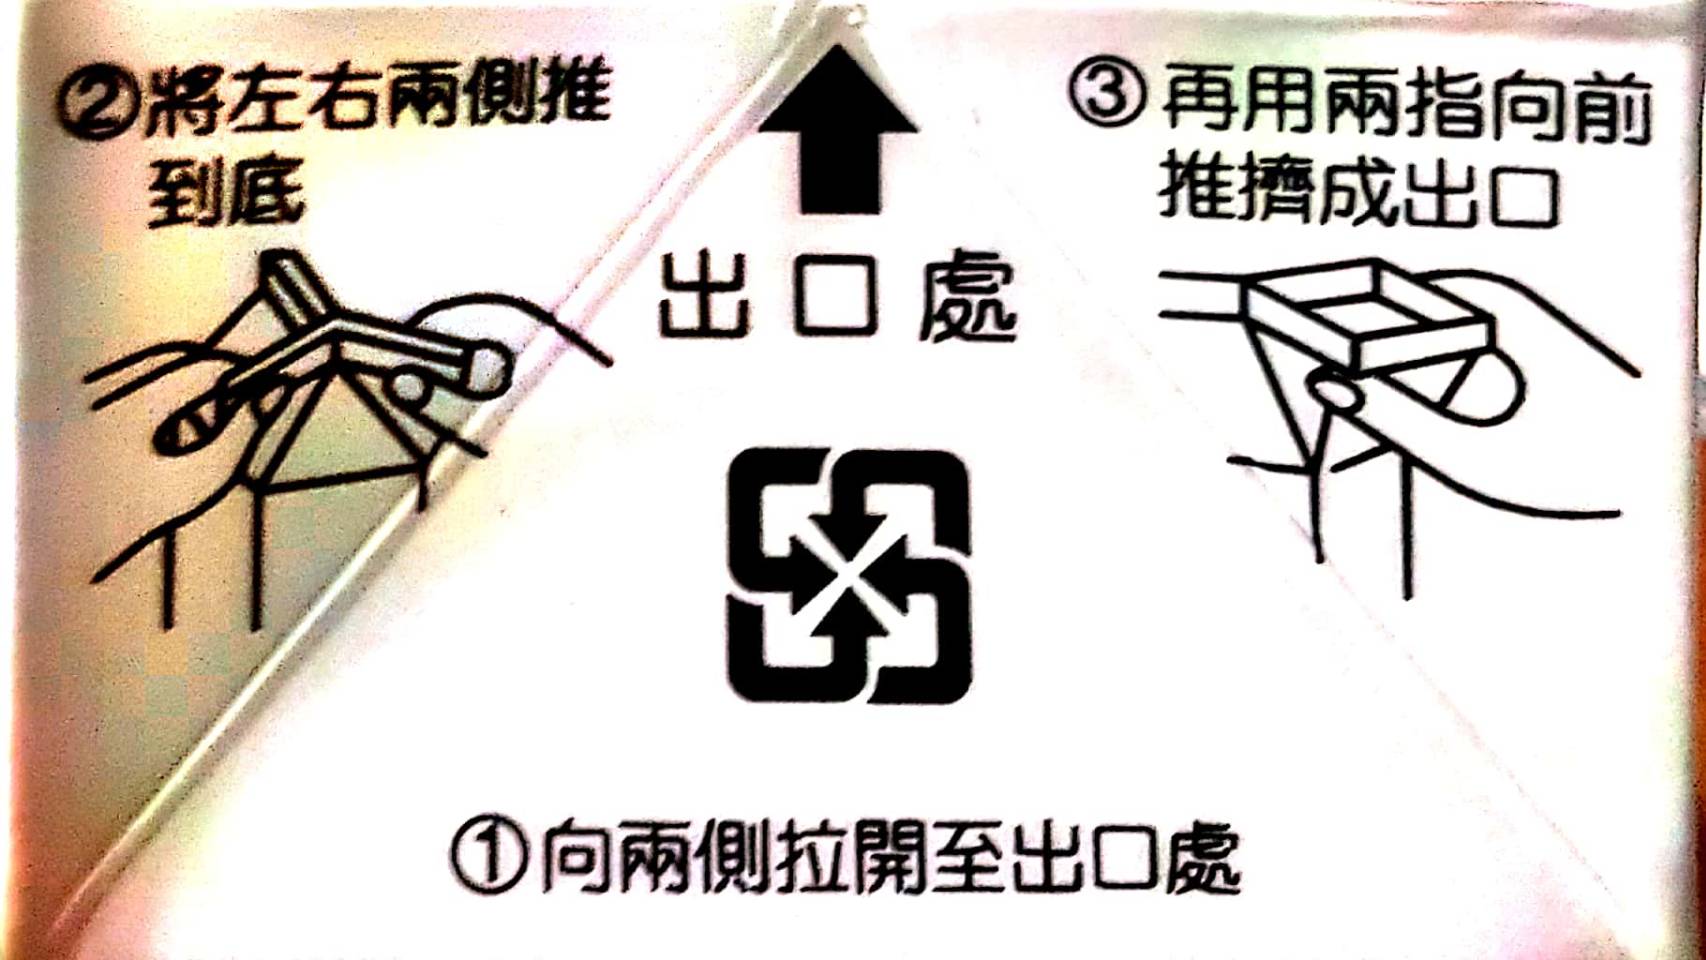 ②將左右兩側推
到底
出口處
③再用兩指向前
推擠成出口
①向兩側拉開至出口處